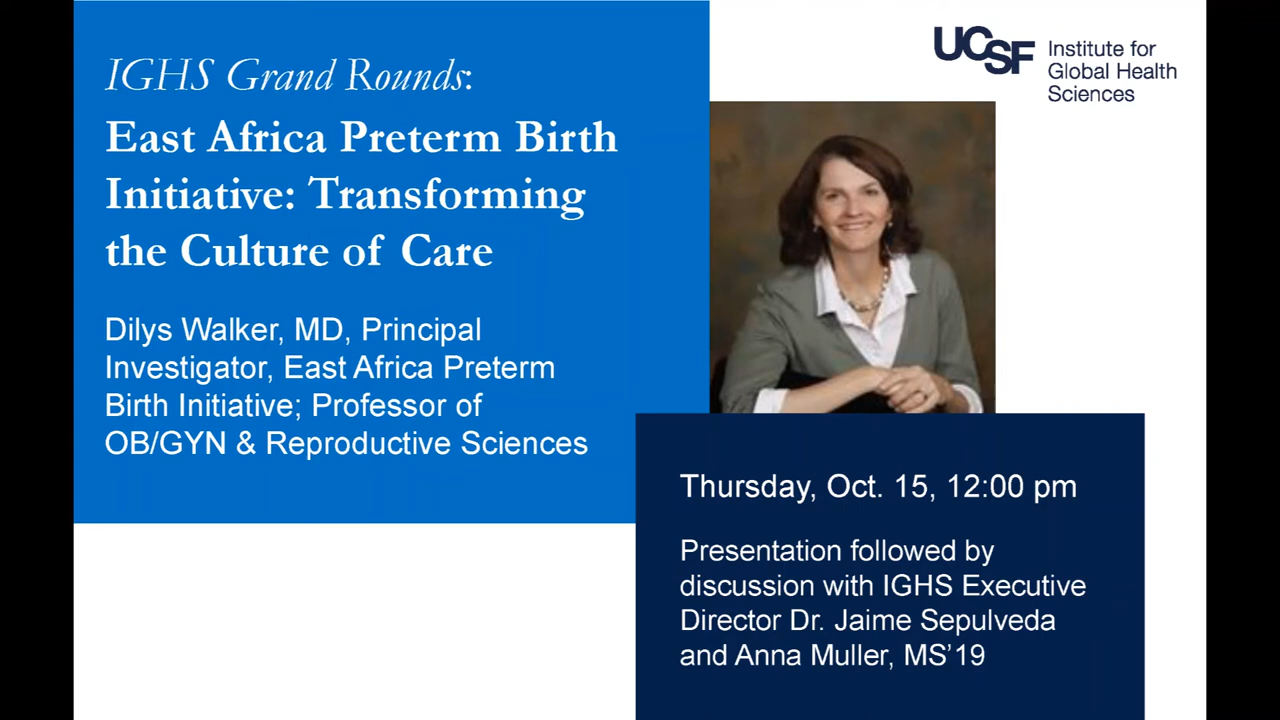 IGHS Grand Rounds:
East Africa Preterm Birth
Initiative: Transforming
the Culture of Care
Dilys Walker, MD, Principal
Investigator, East Africa Preterm
Birth Initiative; Professor of
OB/GYN & Reproductive Sciences
UCSF
Institute for
Global Health
Sciences
Thursday, Oct. 15, 12:00 pm
Presentation followed by
discussion with IGHS Executive
Director Dr. Jaime Sepulveda
and Anna Muller, MS’19